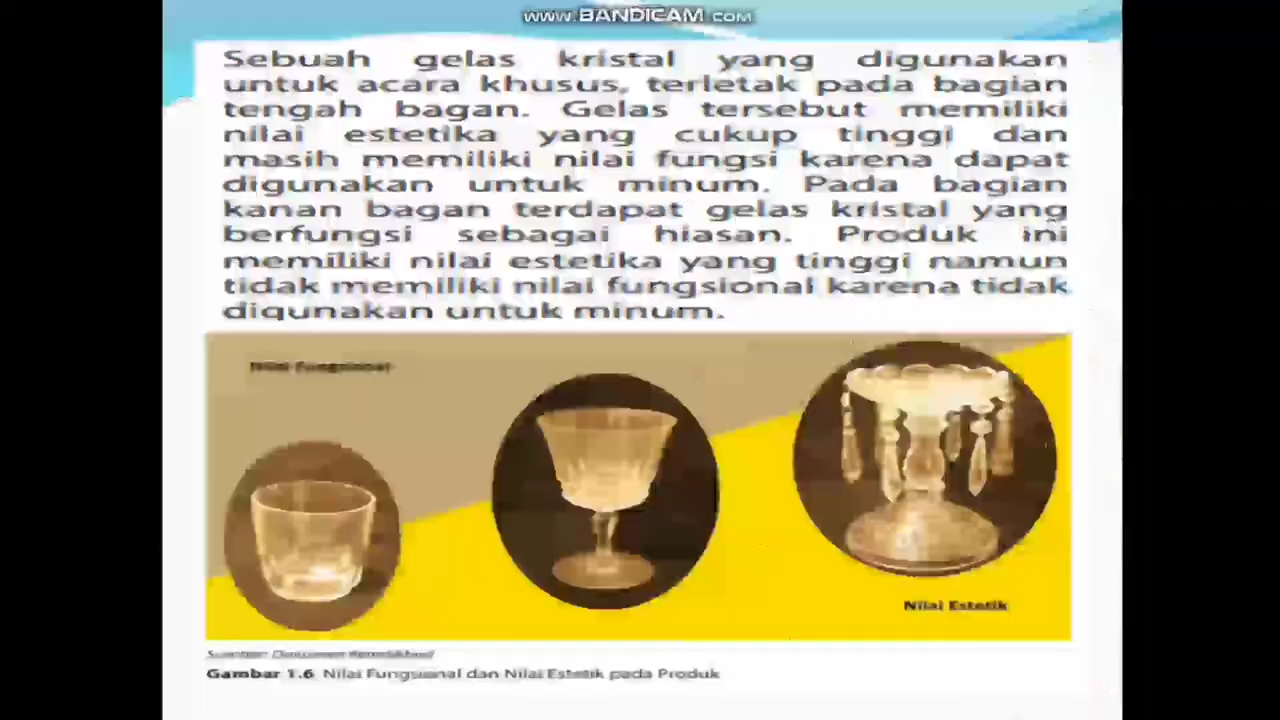 www.BANDICAM.com
Sebuah gelas kristal yang digunakan
untuk acara khusus, terletak pada bagian
tengah bagan. Gelas tersebut memiliki
nilai estetika yang cukup tinggi dan
masih memiliki nilai fungsi karena dapat
digunakan untuk minum. Pada bagian
kanan bagan terdapat gelas kristal yang
berfungsi sebagai hiasan. Produk ini
memiliki nilai estetika yang tinggi namun
tidak memiliki nilai fungsional karena tidak
digunakan untuk minum.
Nilai Fungsional
Nilai Estetik
Sumber: Dokumen Kemdikbud
Gambar 1.6 Nilai Fungsional dan Nilai Estetik pada Produk